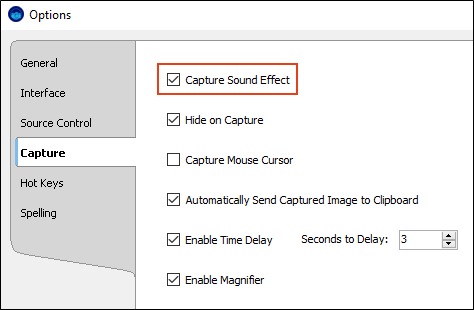 Options
General
Interface
Source Control
Capture
Hot Keys
Spelling
Capture Sound Effect
Hide on Capture
Capture Mouse Cursor
Automatically Send Captured Image to Clipboard
Enable Time Delay Seconds to Delay: 3
Enable Magnifier